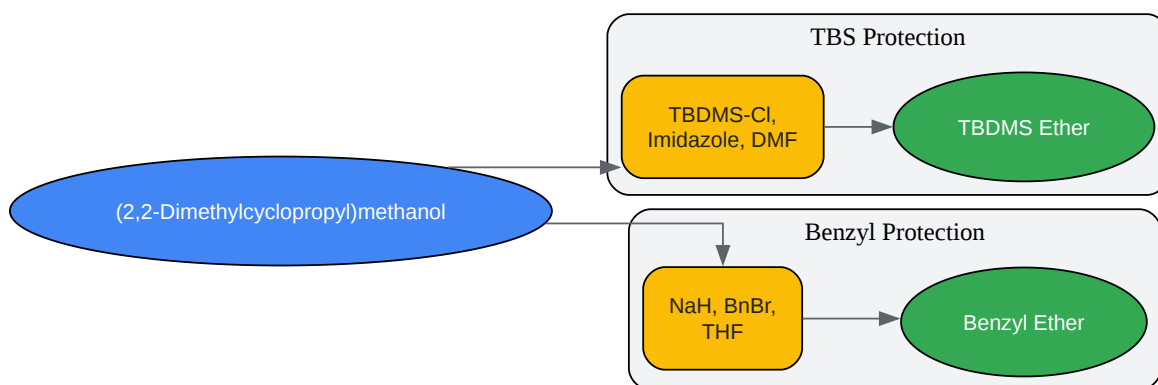 TBS Protection
TBDMS-Cl,
Imidazole, DMF
TBDMS Ether
(2,2-Dimethylcyclopropyl)methanol
Benzyl Protection
NaH, BnBr,
THF
Benzyl Ether